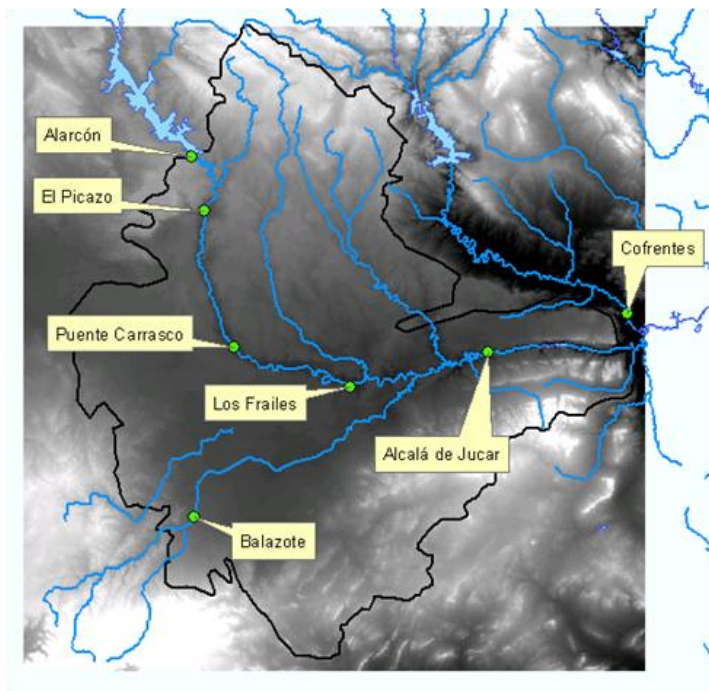 Alarcón
El Picazo
Cofrentes
Puente Carrasco
Los Frailes
Alcalá de Jucar
Balazote